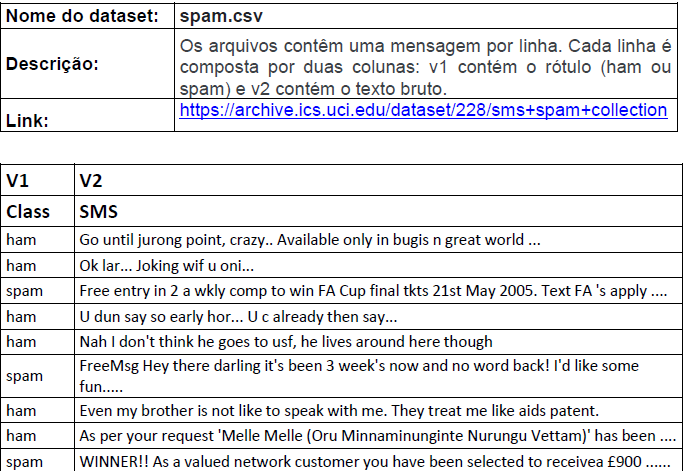 Nome do dataset: spam.csv
Descrição: Os arquivos contêm uma mensagem por linha. Cada linha é
composta por duas colunas: v1 contém o rótulo (ham ou
spam) e v2 contém o texto bruto.
Link: https://archive.ics.uci.edu/dataset/228/sms+spam+collection
V1 V2
Class SMS
ham Go until jurong point, crazy.. Available only in bugis n great world ...
ham Ok lar... Joking wif u oni...
spam Free entry in 2 a wkly comp to win FA Cup final tkts 21st May 2005. Text FA 's apply ....
ham U dun say so early hor... U c already then say...
ham Nah I don't think he goes to usf, he lives around here though
spam FreeMsg Hey there darling it's been 3 week's now and no word back! I'd like some
fun.....
ham Even my brother is not like to speak with me. They treat me like aids patent.
ham As per your request 'Melle Melle (Oru Minnaminunginte Nurungu Vettam)' has been ....
spam WINNER!! As a valued network customer you have been selected to receivea £900 ......